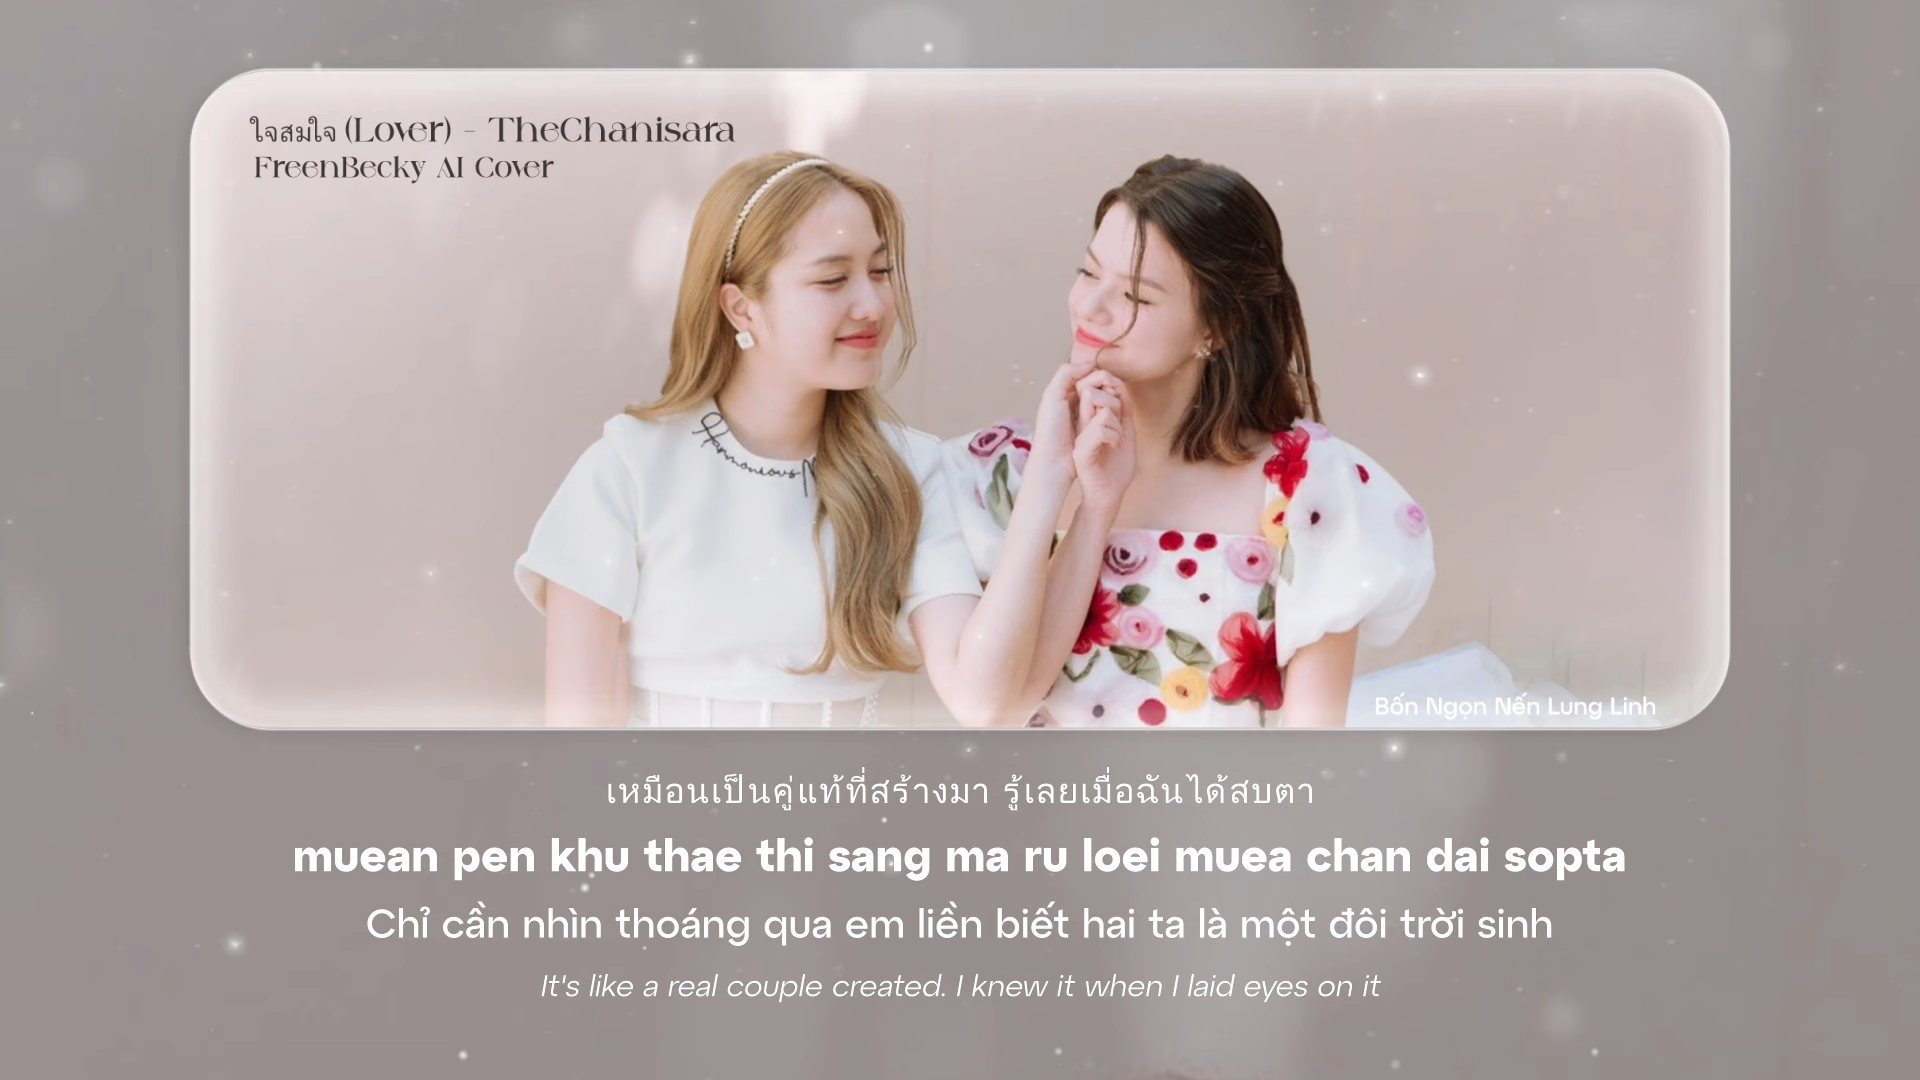 ใจสมใจ (Lover) - TheChanisara
FreenBecky AI Cover
Harmonious
Bốn Ngọn Nến Lung Linh
เหมือนเป็นคู่แท้ที่สร้างมา รู้เลยเมื่อฉันได้สบตา
muean pen khu thae thi sang ma ru loei muea chan dai sopta
Chỉ cần nhìn thoáng qua em liền biết hai ta là một đôi trời sinh
It's like a real couple created. I knew it when I laid eyes on it